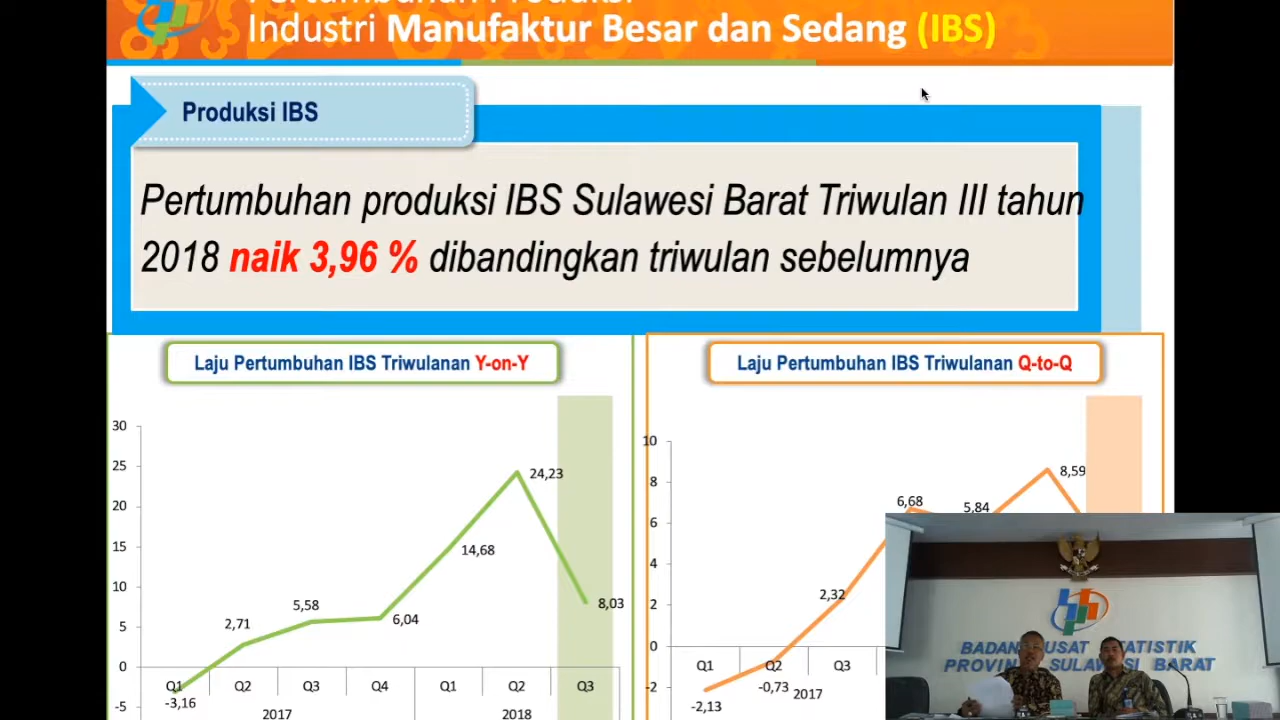 Pertumbuhan Produksi
Industri Manufaktur Besar dan Sedang (IBS)
Produksi IBS
Pertumbuhan produksi IBS Sulawesi Barat Triwulan III tahun
2018 naik 3,96 % dibandingkan triwulan sebelumnya
Laju Pertumbuhan IBS Triwulanan Y-on-Y
30
25
20
15
10
5
0
-5
-3,16
2,71
5,58
6,04
14,68
24,23
8,03
Q1 Q2 Q3 Q4 Q1 Q2 Q3
2017 2018
Laju Pertumbuhan IBS Triwulanan Q-to-Q
10
8
6
4
2
0
-2
-2,13
-0,73
2,32
6,68
5,84
8,59
Q1 Q2 Q3
2017
BADAN PUSAT STATISTIK
PROVINSI SULAWESI BARAT